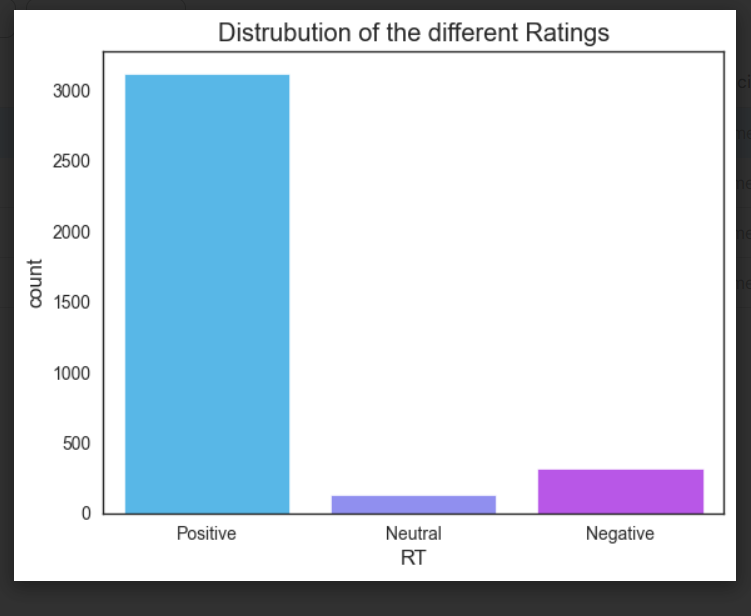 Distrubution of the different Ratings
3000
2500
2000
1500
1000
500
0
count
Positive Neutral Negative
RT